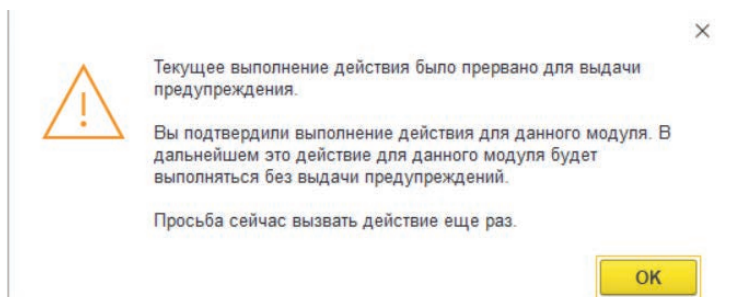 Текущее выполнение действия было прервано для выдачи
предупреждения.
Вы подтвердили выполнение действия для данного модуля. В
дальнейшем это действие для данного модуля будет
выполняться без выдачи предупреждений.
Просьба сейчас вызвать действие еще раз.
ОК